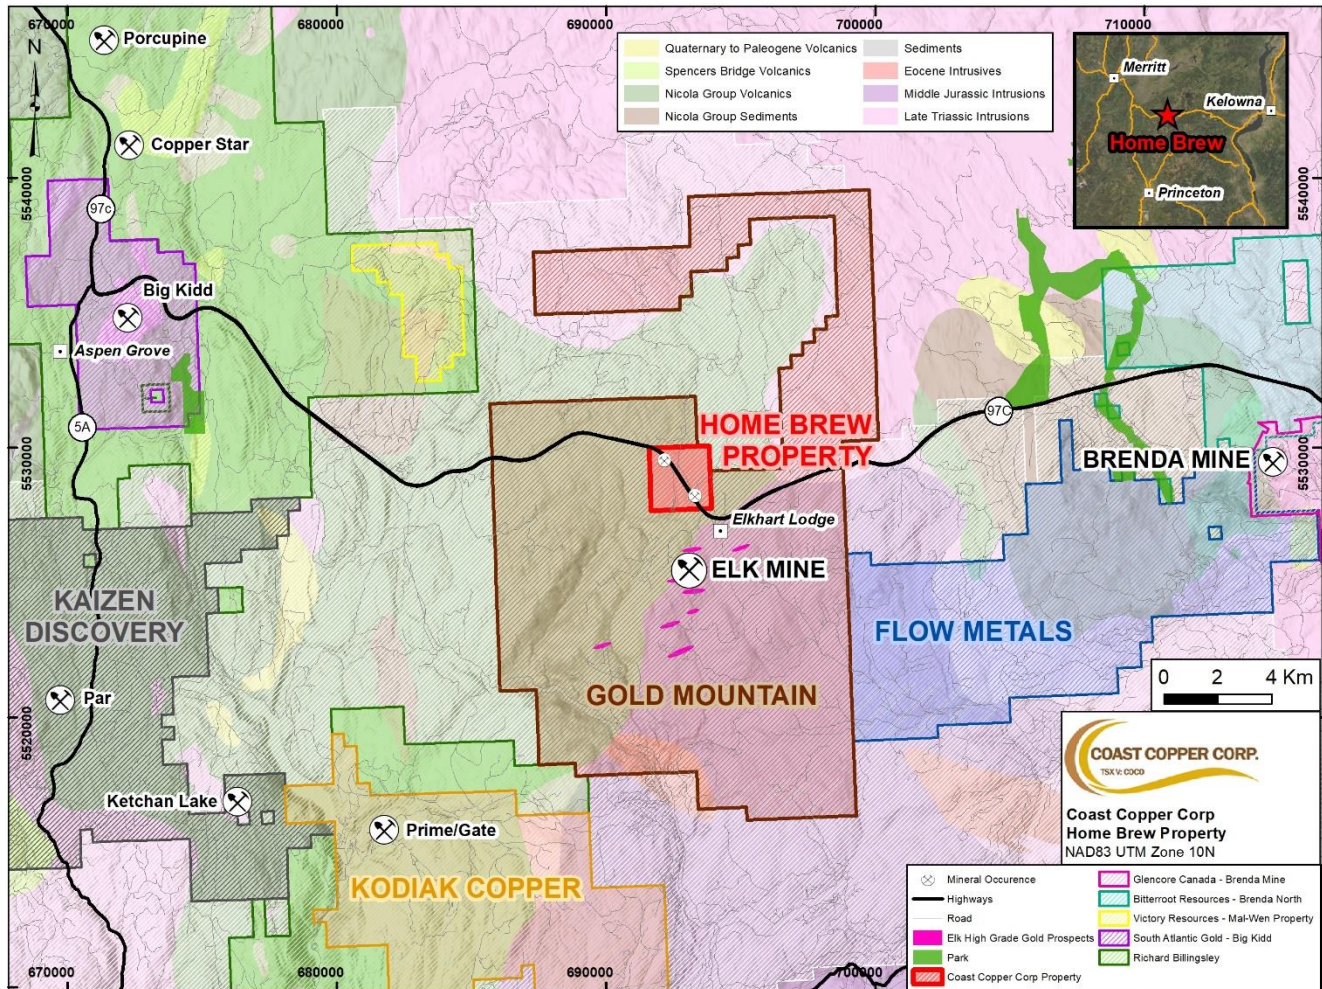 670000
680000
690000
700000
710000
N
Porcupine
Copper Star
Quaternary to Paleogene Volcanics
Spencers Bridge Volcanics
Nicola Group Volcanics
Nicola Group Sediments
Sediments
Eocene Intrusives
Middle Jurassic Intrusions
Late Triassic Intrusions
Merritt
Kelowna
Home Brew
Princeton
5540000
5540000
97c
Big Kidd
Aspen Grove
5A
97C
HOME BREW
PROPERTY
BRENDA MINE
5530000
5530000
Elkhart Lodge
ELK MINE
KAIZEN
DISCOVERY
FLOW METALS
GOLD MOUNTAIN
Par
0 2 4 Km
5520000
Ketchan Lake
Prime/Gate
KODIAK COPPER
COAST COPPER CORP.
TSX V: COCO
Coast Copper Corp
Home Brew Property
NAD83 UTM Zone 10N
Mineral Occurence
Highways
Road
Elk High Grade Gold Prospects
Park
Coast Copper Corp Property
Glencore Canada - Brenda Mine
Bitterroot Resources - Brenda North
Victory Resources - Mal-Wen Property
South Atlantic Gold - Big Kidd
Richard Billingsley
670000
680000
690000
700000